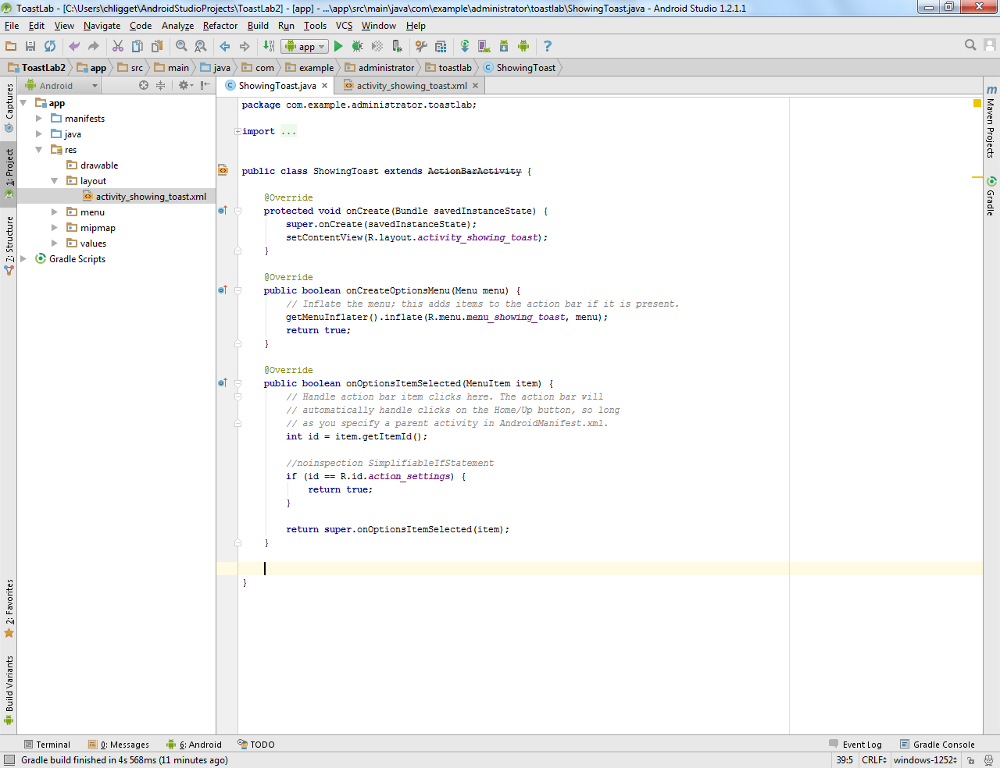 ToastLab - [C:\Users\chligget\AndroidStudioProjects\ToastLab2] - [app] - ...\app\src\main\java\com\example\administrator\toastlab\ShowingToast.java - Android Studio 1.2.1.1
File Edit View Navigate Code Analyze Refactor Build Run Tools VCS Window Help
app
ToastLab2 app src main java com example administrator toastlab ShowingToast
Android
ShowingToast.java activity_showing_toast.xml
Captures
1: Project
7: Structure
2: Favorites
Build Variants
app
manifests
java
res
drawable
layout
activity_showing_toast.xml
menu
mipmap
values
Gradle Scripts
package com.example.administrator.toastlab;
import ...
public class ShowingToast extends ActionBarActivity {
@Override
protected void onCreate(Bundle savedInstanceState) {
super.onCreate(savedInstanceState);
setContentView(R.layout.activity_showing_toast);
}
@Override
public boolean onCreateOptionsMenu(Menu menu) {
// Inflate the menu; this adds items to the action bar if it is present.
getMenuInflater().inflate(R.menu.menu_showing_toast, menu);
return true;
}
@Override
public boolean onOptionsItemSelected(MenuItem item) {
// Handle action bar item clicks here. The action bar will
// automatically handle clicks on the Home/Up button, so long
// as you specify a parent activity in AndroidManifest.xml.
int id = item.getItemId();
//noinspection SimplifiableIfStatement
if (id == R.id.action_settings) {
return true;
}
return super.onOptionsItemSelected(item);
}
}
m
Maven Projects
Gradle
Terminal 0: Messages 6: Android TODO Event Log Gradle Console
Gradle build finished in 4s 568ms (11 minutes ago) 39:5 CRLF windows-1252